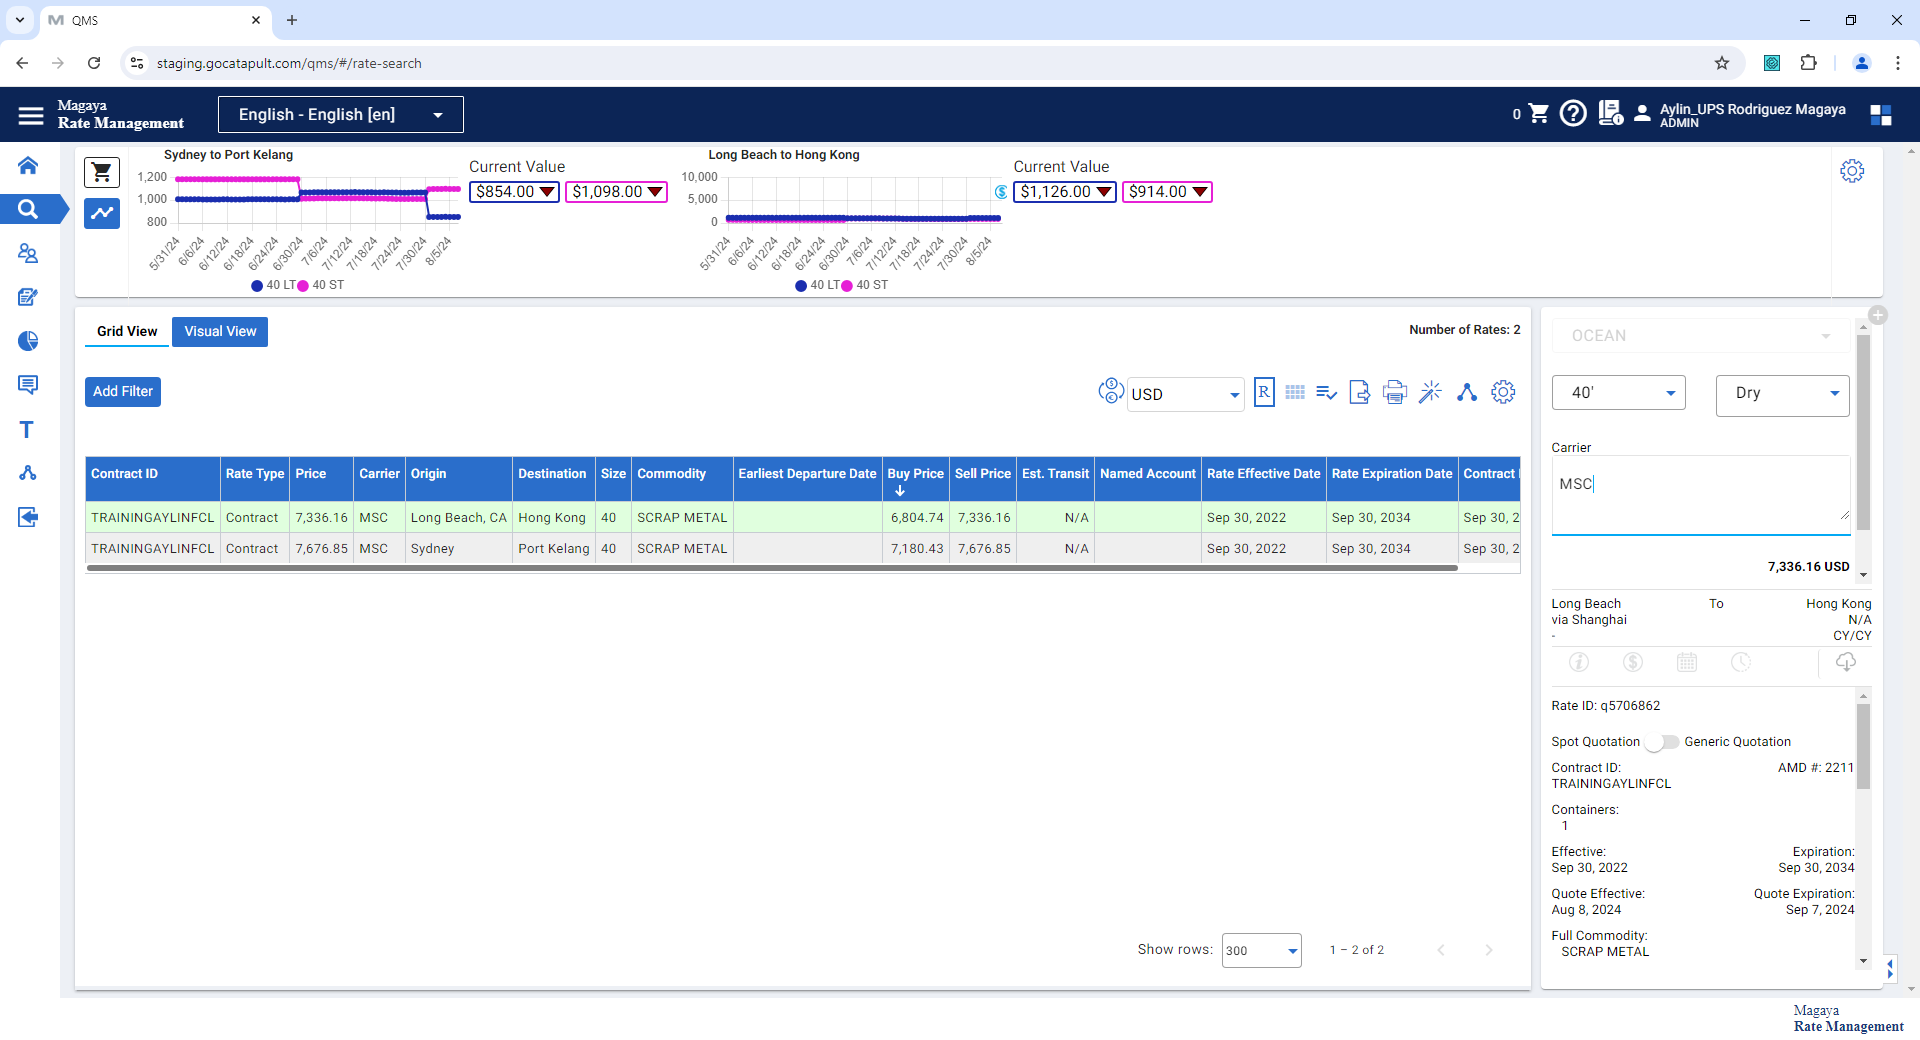 QMS
staging.gocatapult.com/qms/#/rate-search
Magaya
Rate Management
English - English [en]
0
Aylin_UPS Rodriguez Magaya
ADMIN
Sydney to Port Kelang
1,200
1,000
800
5/31/24
6/6/24
6/12/24
6/18/24
6/24/24
6/30/24
7/6/24
7/12/24
7/18/24
7/24/24
7/30/24
8/5/24
40 LT
40 ST
Current Value
$854.00
$1,098.00
Long Beach to Hong Kong
10,000
5,000
0
5/31/24
6/6/24
6/12/24
6/18/24
6/24/24
6/30/24
7/6/24
7/12/24
7/18/24
7/24/24
7/30/24
8/5/24
40 LT
40 ST
Current Value
$1,126.00
$914.00
Grid View
Visual View
Number of Rates: 2
Add Filter
USD
R
Contract ID Rate Type Price Carrier Origin Destination Size Commodity Earliest Departure Date Buy Price Sell Price Est. Transit Named Account Rate Effective Date Rate Expiration Date Contract
TRAININGAYLINFCL Contract 7,336.16 MSC Long Beach, CA Hong Kong 40 SCRAP METAL 6,804.74 7,336.16 N/A Sep 30, 2022 Sep 30, 2034 Sep 30, 2
TRAININGAYLINFCL Contract 7,676.85 MSC Sydney Port Kelang 40 SCRAP METAL 7,180.43 7,676.85 N/A Sep 30, 2022 Sep 30, 2034 Sep 30, 2
Show rows: 300 1 – 2 of 2
OCEAN
40'
Dry
Carrier
MSC
7,336.16 USD
Long Beach To Hong Kong
via Shanghai N/A
- CY/CY
Rate ID: q5706862
Spot Quotation Generic Quotation
Contract ID: AMD #: 2211
TRAININGAYLINFCL
Containers:
1
Effective: Expiration:
Sep 30, 2022 Sep 30, 2034
Quote Effective: Quote Expiration:
Aug 8, 2024 Sep 7, 2024
Full Commodity:
SCRAP METAL
Magaya
Rate Management